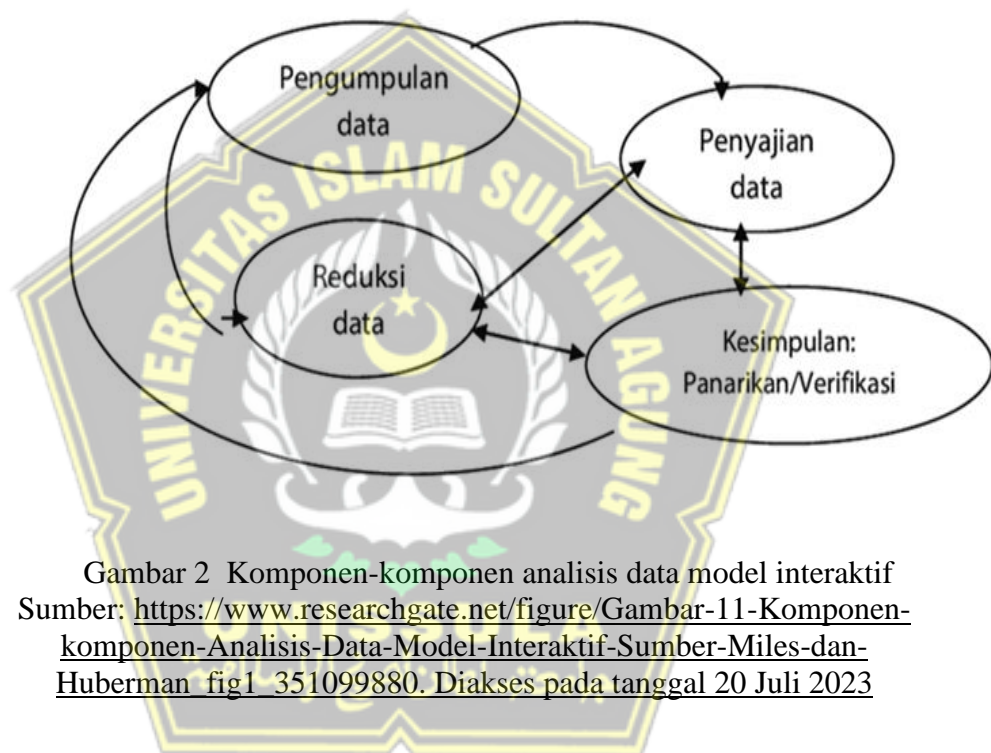 Pengumpulan
data
Penyajian
data
Reduksi
data
Kesimpulan:
Panarikan/Verifikasi
UNIVERSITAS ISLAM SULTAN AGUNG
UNISSULA
Gambar 2 Komponen-komponen analisis data model interaktif
Sumber: https://www.researchgate.net/figure/Gambar-11-Komponen-
komponen-Analisis-Data-Model-Interaktif-Sumber-Miles-dan-
Huberman_fig1_351099880. Diakses pada tanggal 20 Juli 2023